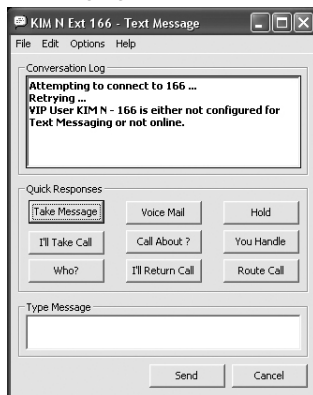 KIM N Ext 166 - Text Message
File Edit Options Help
Conversation Log
Attempting to connect to 166 ...
Retrying ...
VIP User KIM N - 166 is either not configured for
Text Messaging or not online.
Quick Responses
Take Message Voice Mail Hold
I'll Take Call Call About ? You Handle
Who? I'll Return Call Route Call
Type Message
Send Cancel